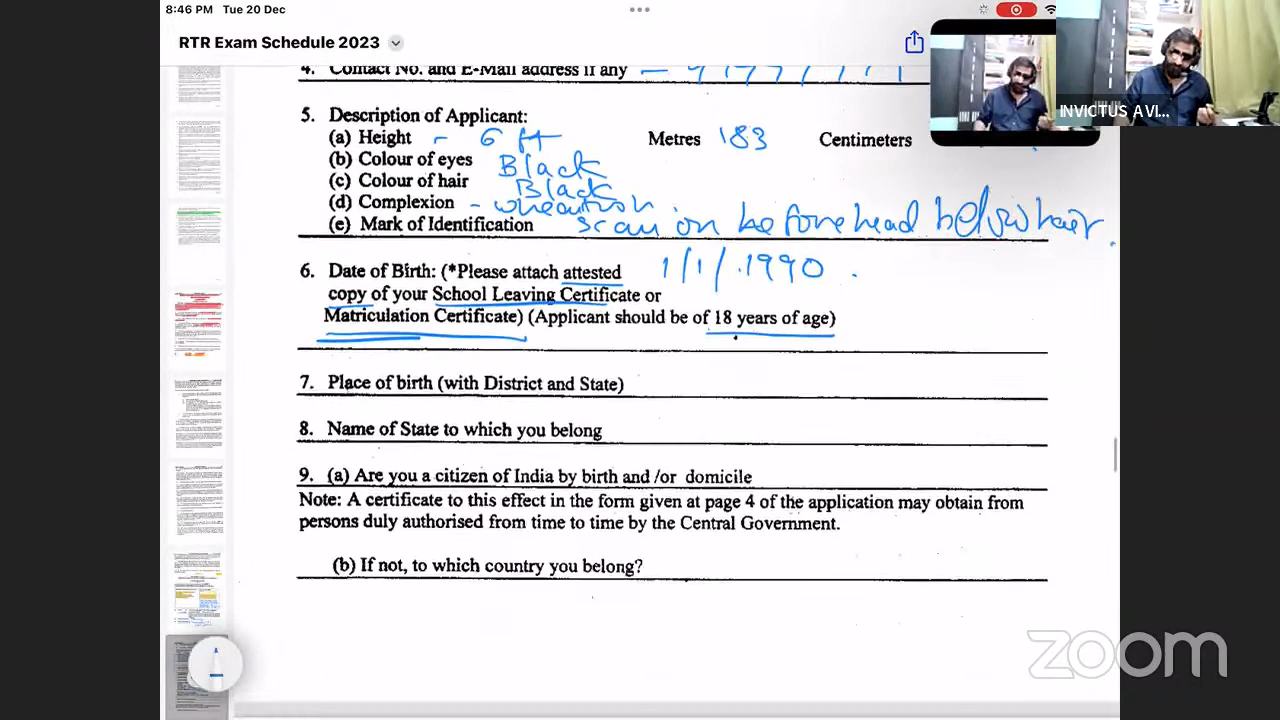 8:46 PM Tue 20 Dec
RTR Exam Schedule 2023
INVICTUS AVI...
4. Contact No. and E-Mail address if any
5. Description of Applicant:
(a) Height - 6 ft Metres 183 Centimeters
(b) Colour of eyes Black
(c) Colour of hair Black
(d) Complexion - wheatish
(e) Mark of Identification on forehead below hair.
6. Date of Birth: (*Please attach attested 1/1/1990
copy of your School Leaving Certificate or
Matriculation Certificate) (Applicant should be of 18 years of age)
7. Place of birth (with District and State)
8. Name of State to which you belong
9. (a) Are you a citizen of India by birth and /or domicile
Note: A certificate to this effect in the form given at page 4 of the application may obtain from
persons duly authorised from time to time by the Central Government.
(b) If not, to which country you belong?
zoom